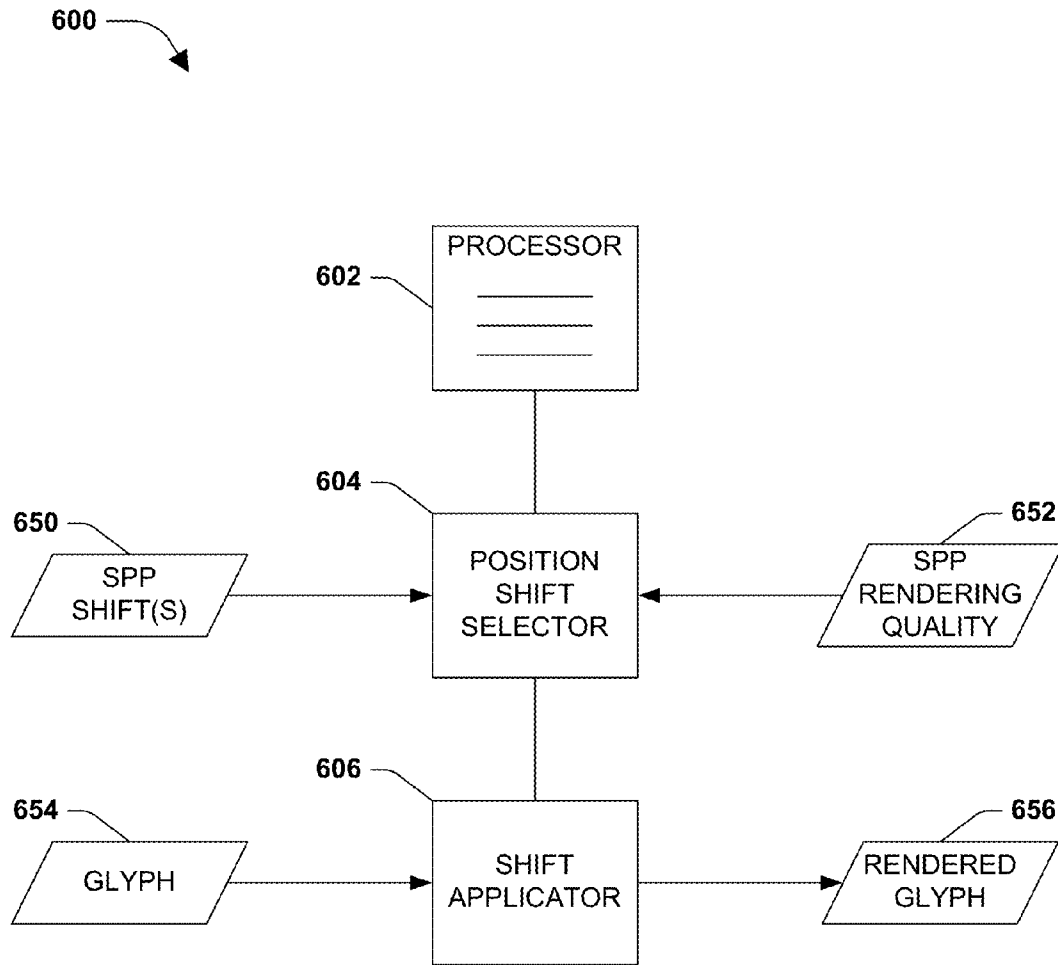 600
PROCESSOR
602
604
650
652
SPP
SHIFT(S)
POSITION
SHIFT
SELECTOR
SPP
RENDERING
QUALITY
606
654
656
GLYPH
SHIFT
APPLICATOR
RENDERED
GLYPH